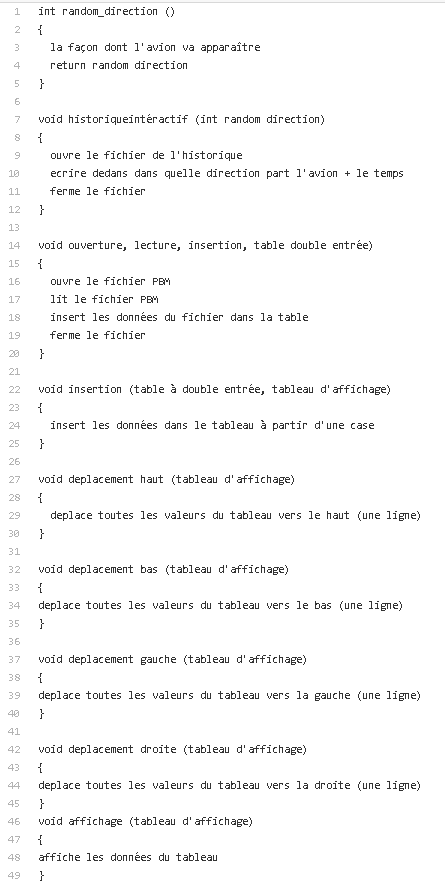 1 int random_direction ()
2 {
3 la façon dont l'avion va apparaître
4 return random direction
5 }
6
7 void historiqueintéractif (int random direction)
8 {
9 ouvre le fichier de l'historique
10 ecrire dedans dans quelle direction part l'avion + le temps
11 ferme le fichier
12 }
13
14 void ouverture, lecture, insertion, table double entrée)
15 {
16 ouvre le fichier PBM
17 lit le fichier PBM
18 insert les données du fichier dans la table
19 ferme le fichier
20 }
21
22 void insertion (table à double entrée, tableau d'affichage)
23 {
24 insert les données dans le tableau à partir d'une case
25 }
26
27 void deplacement haut (tableau d'affichage)
28 {
29 deplace toutes les valeurs du tableau vers le haut (une ligne)
30 }
31
32 void deplacement bas (tableau d'affichage)
33 {
34 deplace toutes les valeurs du tableau vers le bas (une ligne)
35 }
36
37 void deplacement gauche (tableau d'affichage)
38 {
39 deplace toutes les valeurs du tableau vers la gauche (une ligne)
40 }
41
42 void deplacement droite (tableau d'affichage)
43 {
44 deplace toutes les valeurs du tableau vers la droite (une ligne)
45 }
46 void affichage (tableau d'affichage)
47 {
48 affiche les données du tableau
49 }